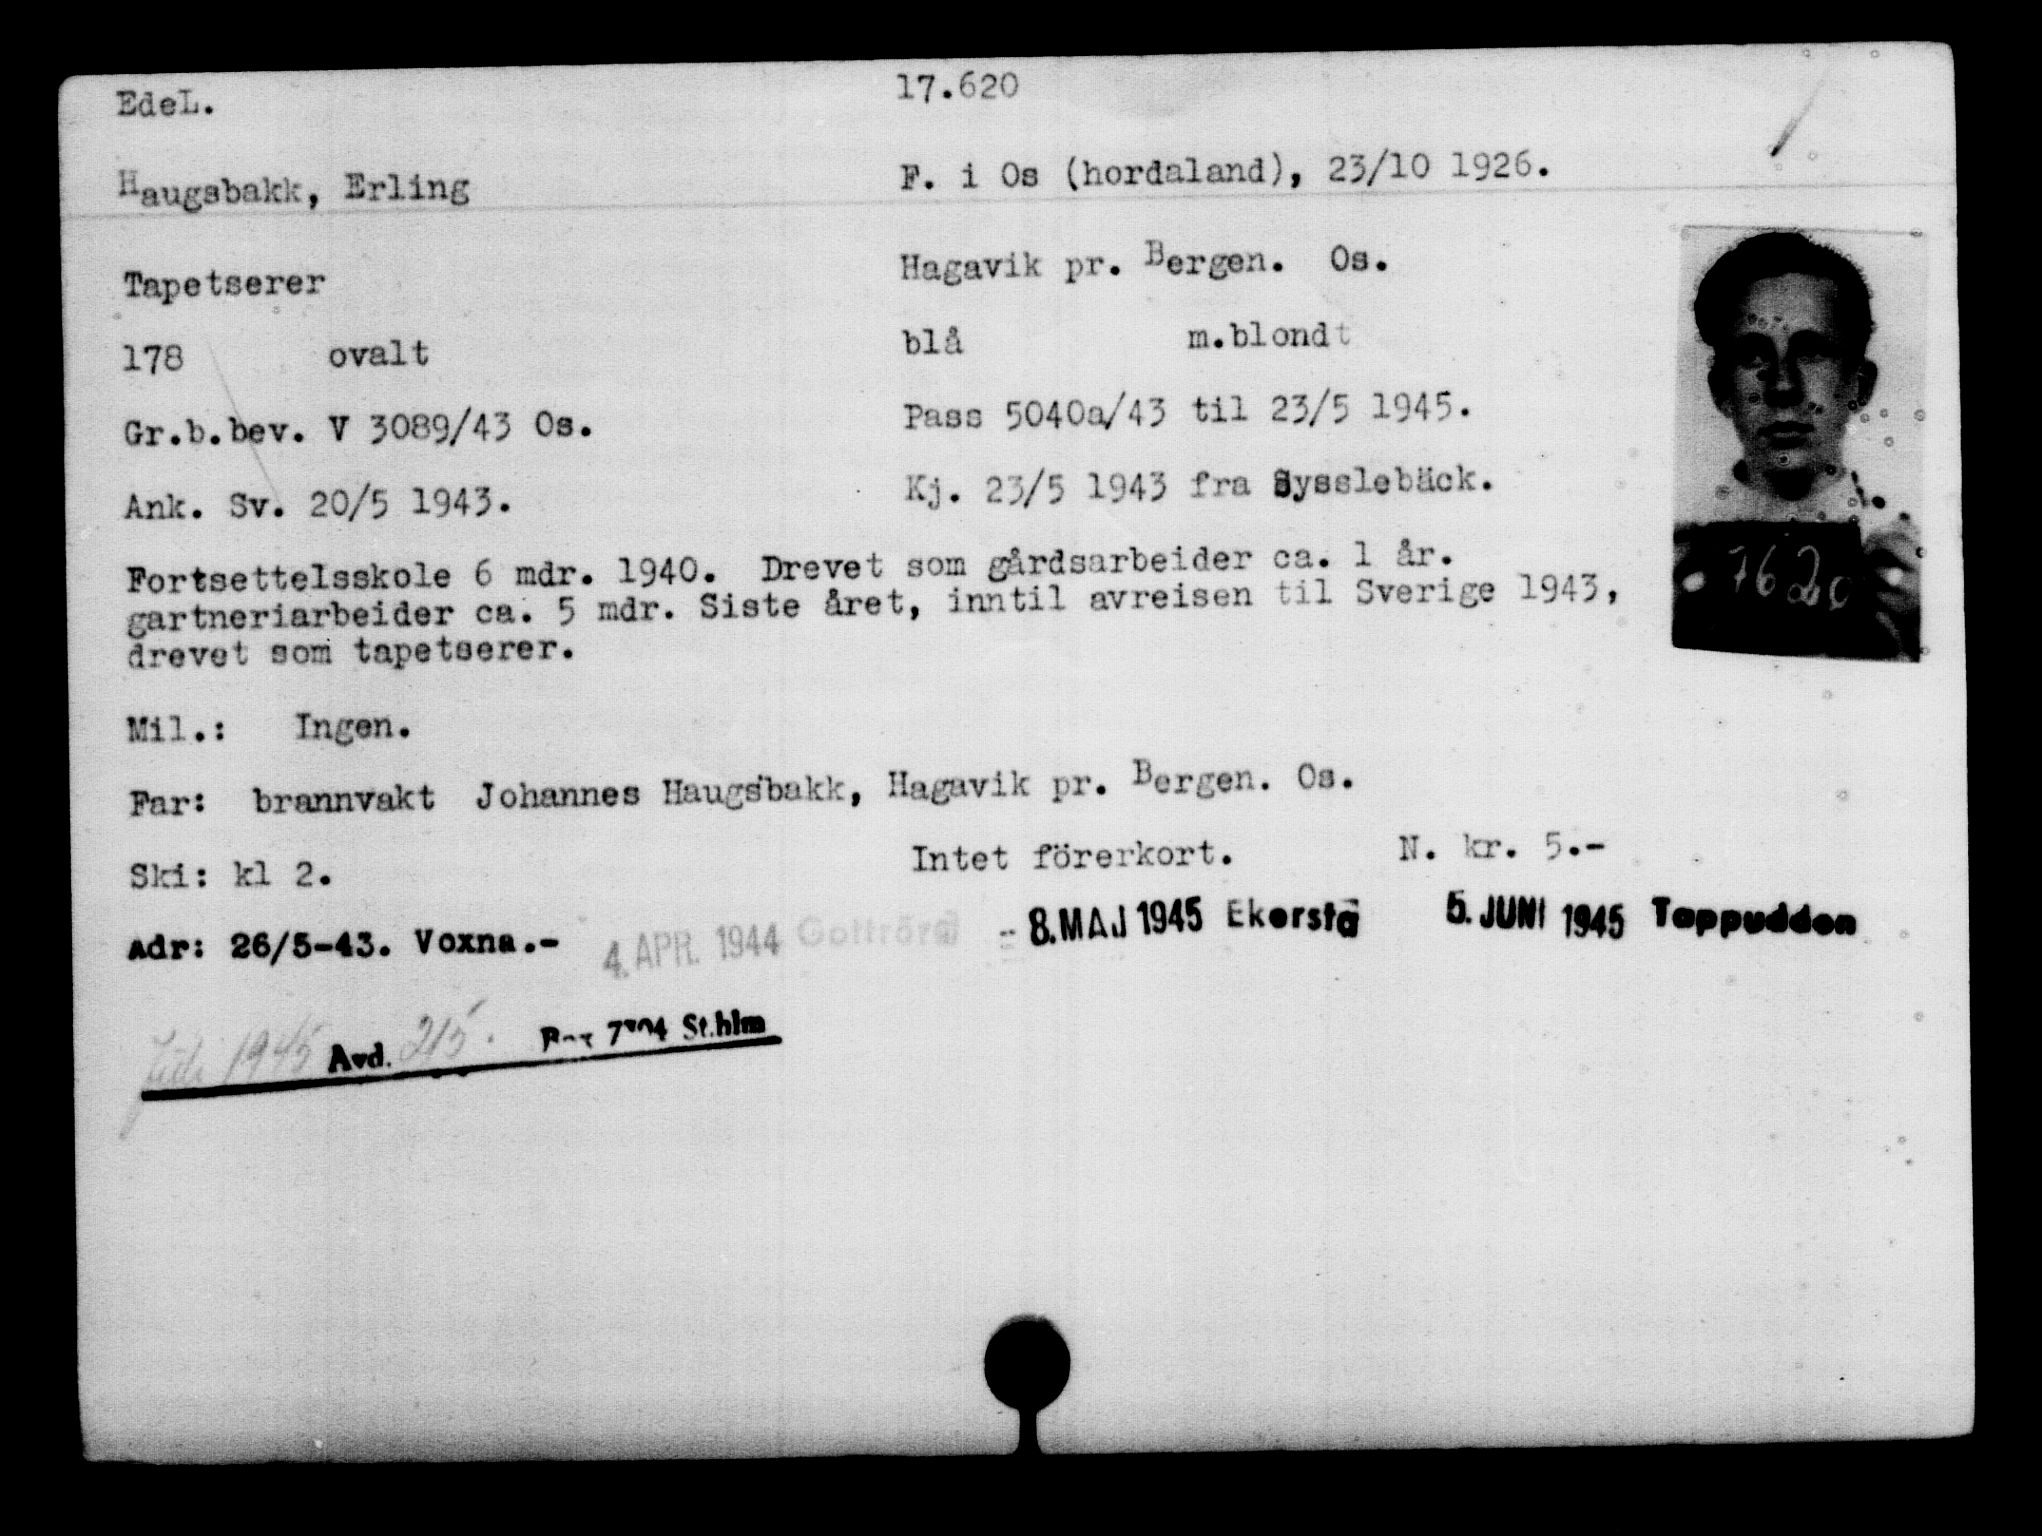 EdeL. 17.620
Haugsbakk, Erling F. i Os (hordaland), 23/10 1926.
Tapetserer Hagavik pr. Bergen. Os.
178 ovalt blå m.blondt
Gr.b.bev. V 3089/43 Os. Pass 5040a/43 til 23/5 1945.
Ank. Sv. 20/5 1943. Kj. 23/5 1943 fra Sysslebäck.
Fortsettelsskole 6 mdr. 1940. Drevet som gårdsarbeider ca. 1 år.
gartneriarbeider ca. 5 mdr. Siste året, inntil avreisen til Sverige 1943,
drevet som tapetserer.
7620
Mil.: Ingen.
Far: brannvakt Johannes Haugsbakk, Hagavik pr. Bergen. Os.
Ski: kl 2. Intet förerkort. N. kr. 5.-
Adr: 26/5-43. Voxna.- 4. APR. 1944 Gottröra - 8. MAJ 1945 Ekersta 5. JUNI 1945 Tappudden
1945 Avd. 215. St.hlm